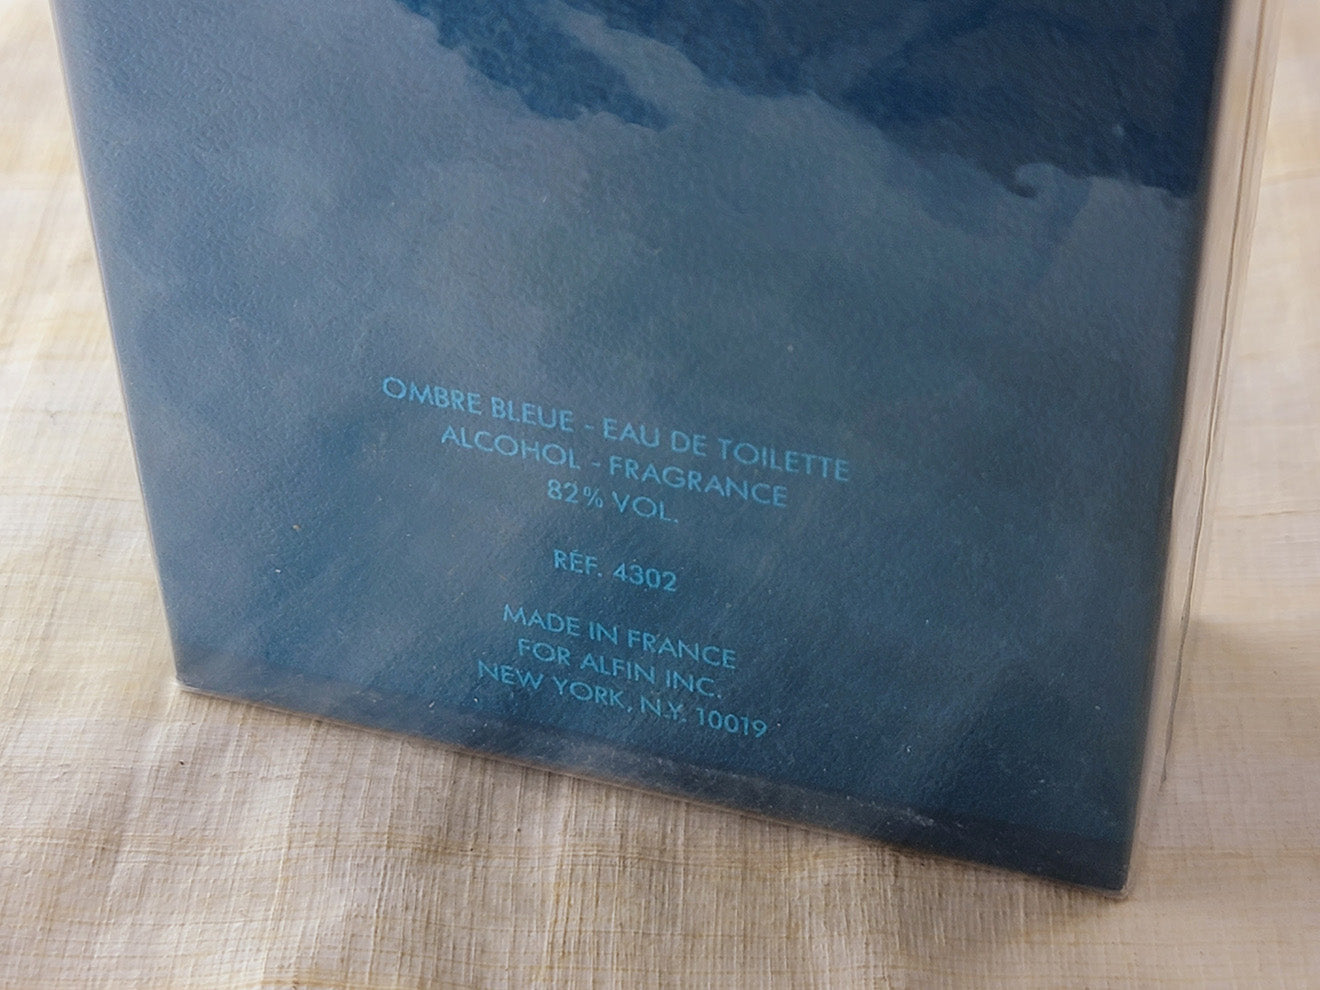 OMBRE BLEUE - EAU DE TOILETTE
ALCOHOL - FRAGRANCE
82% VOL.
RÉF. 4302
MADE IN FRANCE
FOR ALFIN INC.
NEW YORK, N.Y. 10019